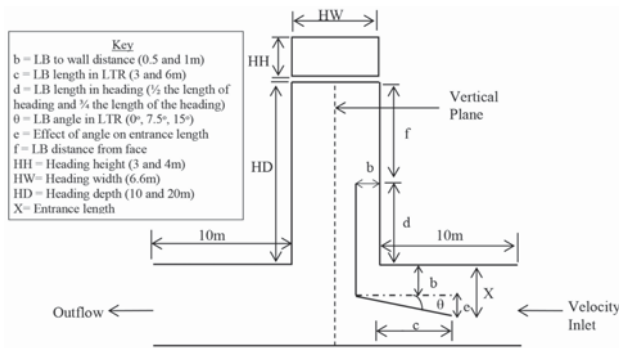 HW
HH
Key
b = LB to wall distance (0.5 and 1m)
c = LB length in LTR (3 and 6m)
d = LB length in heading (½ the length of
heading and ¾ the length of the heading)
θ = LB angle in LTR (0º, 7.5º, 15º)
e = Effect of angle on entrance length
f = LB distance from face
HH = Heading height (3 and 4m)
HW= Heading width (6.6m)
HD = Heading depth (10 and 20m)
X= Entrance length
Vertical
Plane
f
HD
b
d
10m
10m
b
X
θ
e
c
Outflow
Velocity
Inlet